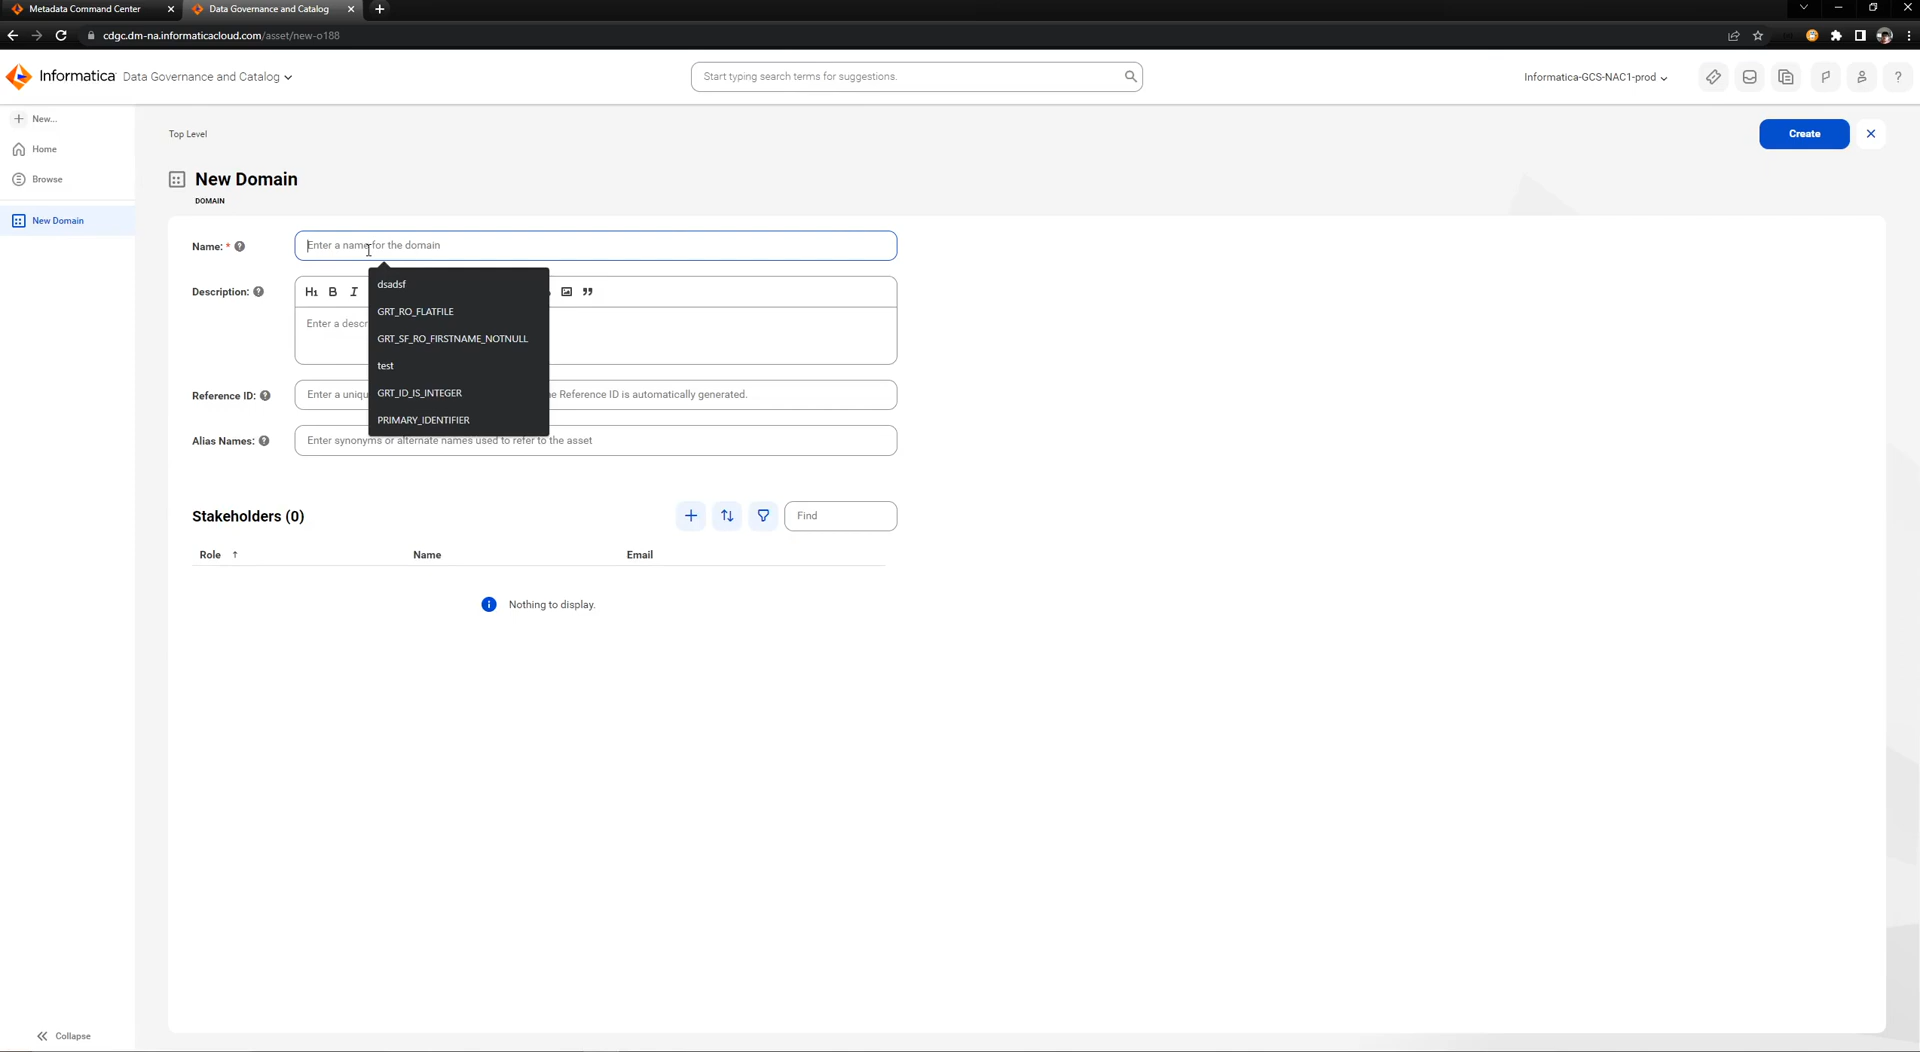 Metadata Command Center
Data Governance and Catalog
cdgc.dm-na.informaticacloud.com/asset/new-o188
Informatica Data Governance and Catalog
Start typing search terms for suggestions.
Informatica-GCS-NAC1-prod
?
New...
Home
Browse
New Domain
Top Level
Create
New Domain
DOMAIN
Name: * ?
Enter a name for the domain
dsadsf
GRT_RO_FLATFILE
GRT_SF_RO_FIRSTNAME_NOTNULL
test
GRT_ID_IS_INTEGER
PRIMARY_IDENTIFIER
Description: ?
H1 B I
Enter a descr
Reference ID: ?
Enter a uniqu
e Reference ID is automatically generated.
Alias Names: ?
Enter synonyms or alternate names used to refer to the asset
Stakeholders (0)
Find
Role Name Email
Nothing to display.
Collapse